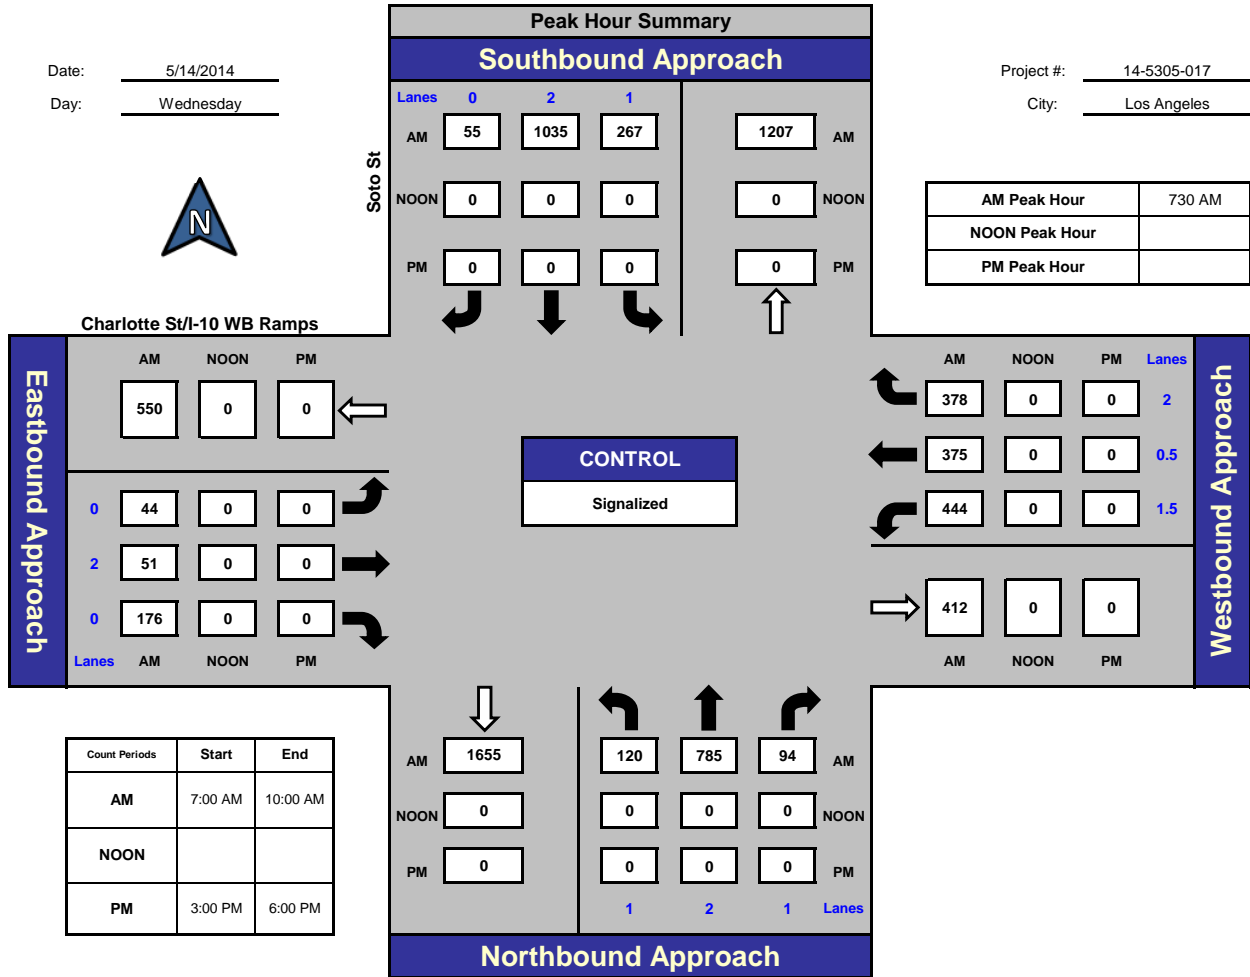 Peak Hour Summary
Southbound Approach
Date: 5/14/2014
Day: Wednesday
Project #: 14-5305-017
City: Los Angeles
N
Soto St
Lanes 0 2 1
AM 55 1035 267 1207 AM
NOON 0 0 0 0 NOON
PM 0 0 0 0 PM
AM Peak Hour 730 AM
NOON Peak Hour
PM Peak Hour
Charlotte St/I-10 WB Ramps
Eastbound Approach
AM NOON PM
550 0 0
0 44 0 0
2 51 0 0
0 176 0 0
Lanes AM NOON PM
CONTROL
Signalized
AM NOON PM Lanes
378 0 0 2
375 0 0 0.5
444 0 0 1.5
412 0 0
AM NOON PM
Westbound Approach
Count Periods Start End
AM 7:00 AM 10:00 AM
NOON
PM 3:00 PM 6:00 PM
AM 1655 120 785 94 AM
NOON 0 0 0 0 NOON
PM 0 0 0 0 PM
1 2 1 Lanes
Northbound Approach